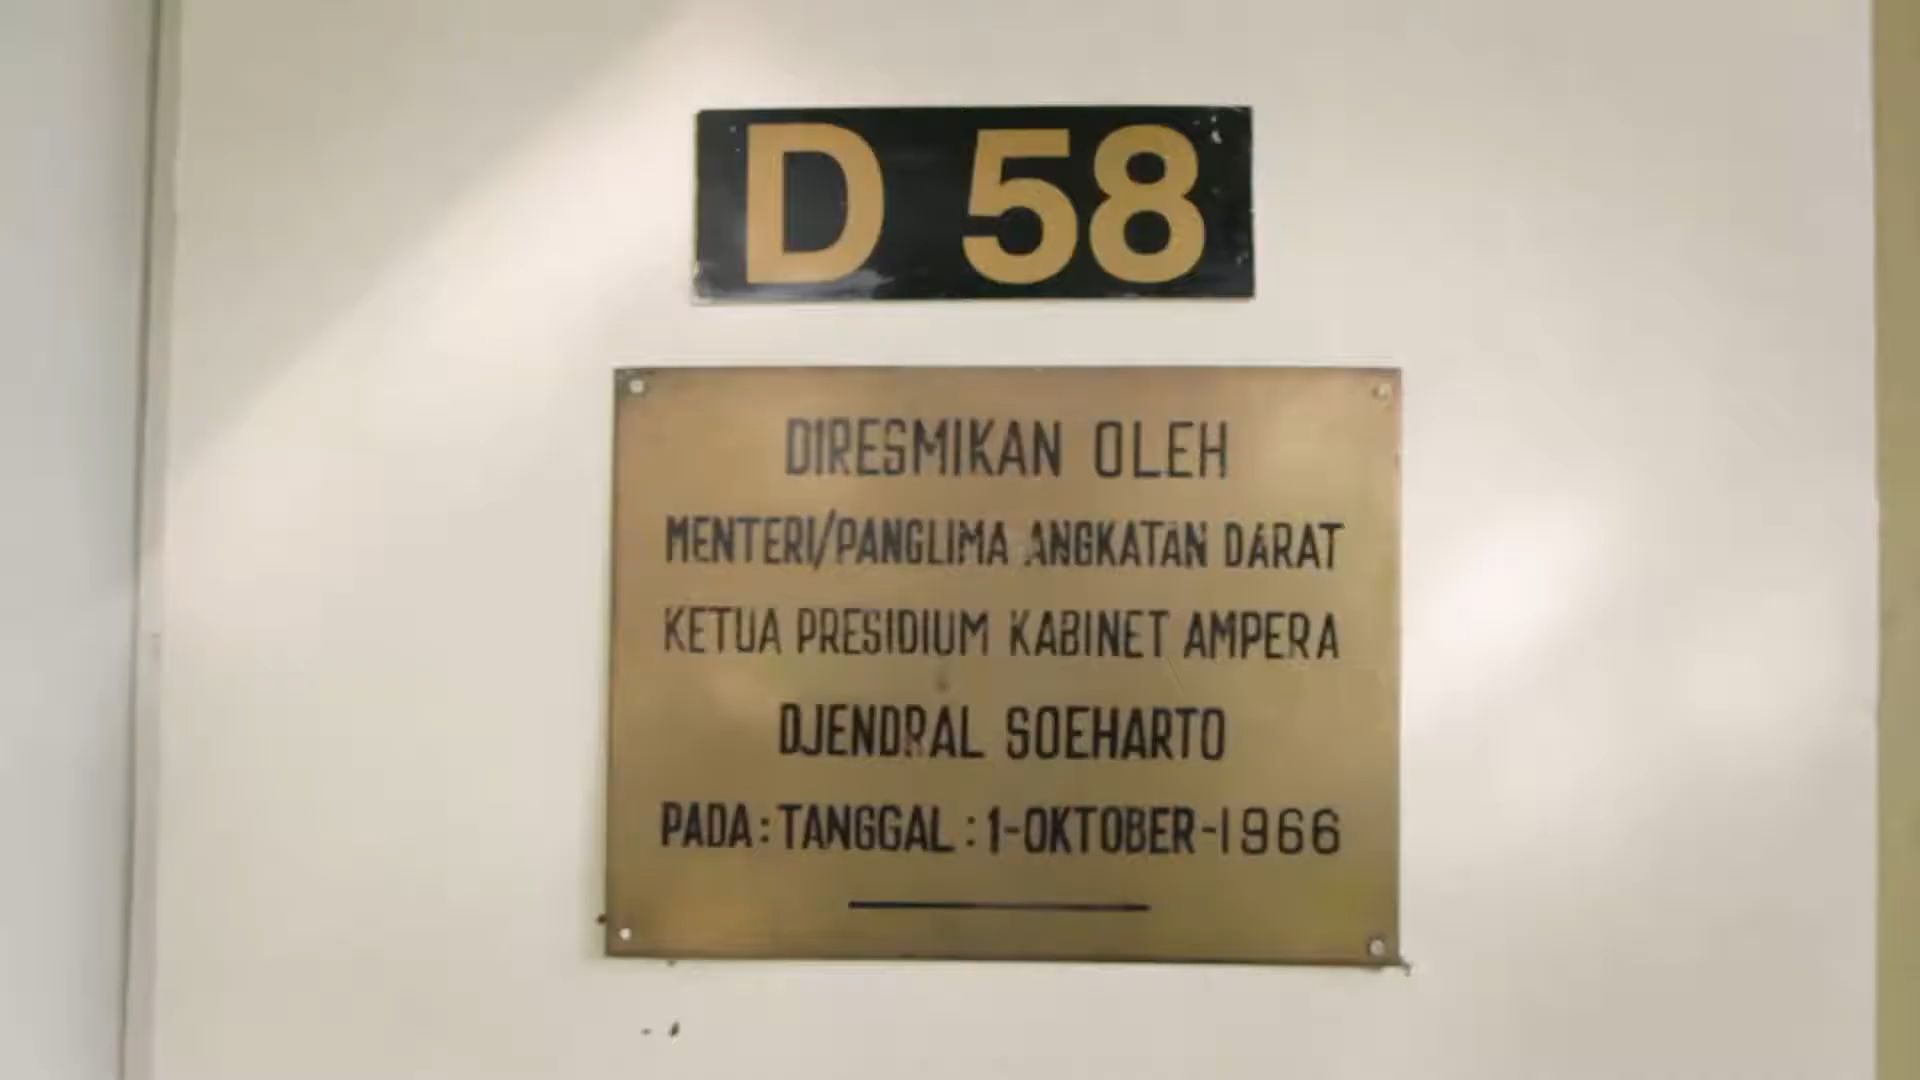 D 58
DIRESMIKAN OLEH
MENTERI/PANGLIMA ANGKATAN DARAT
KETUA PRESIDIUM KABINET AMPERA
DJENDRAL SOEHARTO
PADA : TANGGAL : 1-OKTOBER-1966